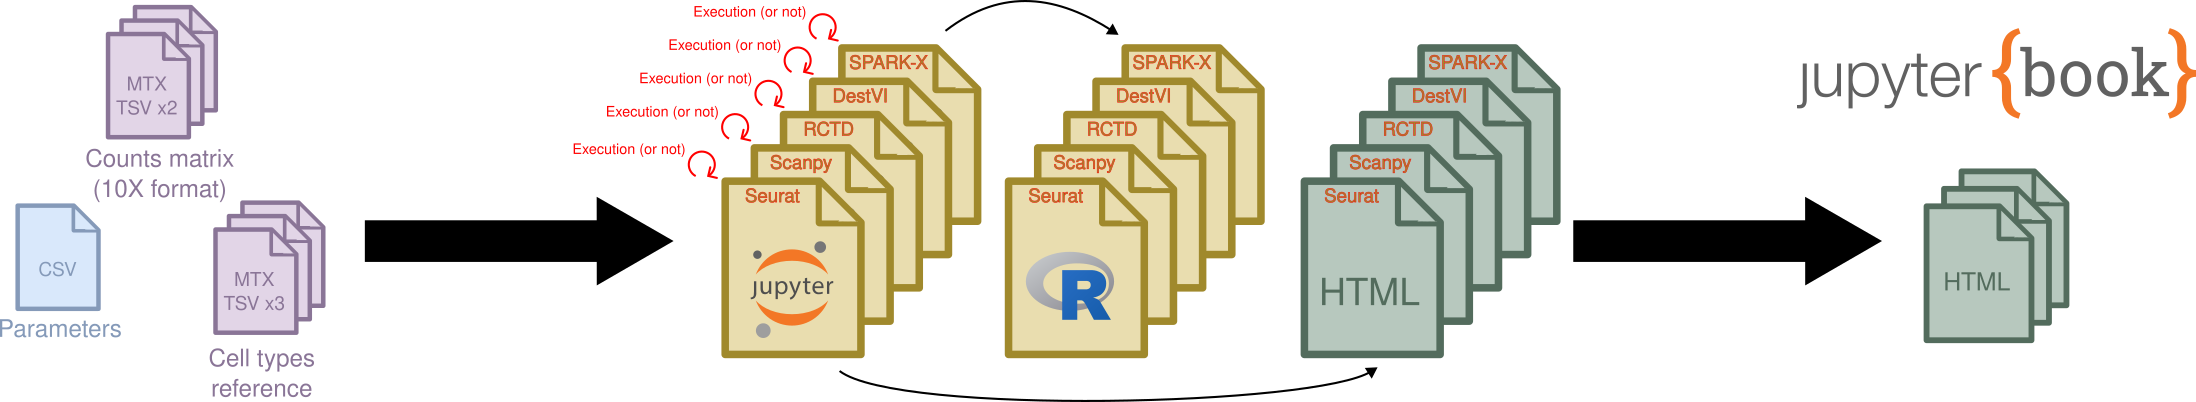 MTX
TSV x2
Counts matrix
(10X format)
CSV
Parameters
MTX
TSV x3
Cell types
reference
Execution (or not)
Execution (or not)
Execution (or not)
Execution (or not)
Execution (or not)
SPARK-X
DestVI
RCTD
Scanpy
Seurat
jupyter
SPARK-X
DestVI
RCTD
Scanpy
Seurat
R
SPARK-X
DestVI
RCTD
Scanpy
Seurat
HTML
jupyter {book}
HTML